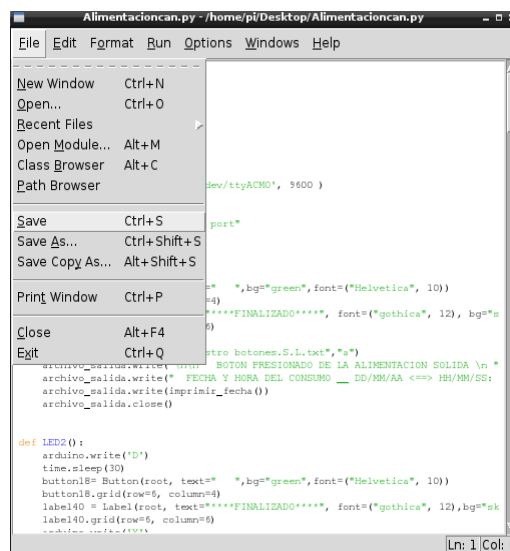 Alimentacioncan.py - /home/pi/Desktop/Alimentacioncan.py
File Edit Format Run Options Windows Help
New Window Ctrl+N
Open... Ctrl+O
Recent Files
Open Module... Alt+M
Class Browser Alt+C
Path Browser
dev/ttyACM0', 9600 )
Save Ctrl+S
port"
Save As... Ctrl+Shift+S
Save Copy As... Alt+Shift+S
=" ",bg="green",font=("Helvetica", 10))
Print Window Ctrl+P
=4)
"****FINALIZADO****", font=("gothica", 12), bg="s
6)
Close Alt+F4
Exit Ctrl+Q
stro botones.S.L.txt","a")
archivo_salida.write( BOTON PRESIONADO DE LA ALIMENTACION SOLIDA \n "
archivo_salida.write(" FECHA Y HORA DEL CONSUMO __ DD/MM/AA <==> HH/MM/SS:
archivo_salida.write(imprimir_fecha())
archivo_salida.close()
def LED2():
arduino.write('D')
time.sleep(30)
button18= Button(root, text=" ",bg="green",font=("Helvetica", 10))
button18.grid(row=6, column=4)
label40 = Label(root, text="****FINALIZADO****", font=("gothica", 12),bg="sk
label40.grid(row=6, column=6)
Ln: 1 Col: